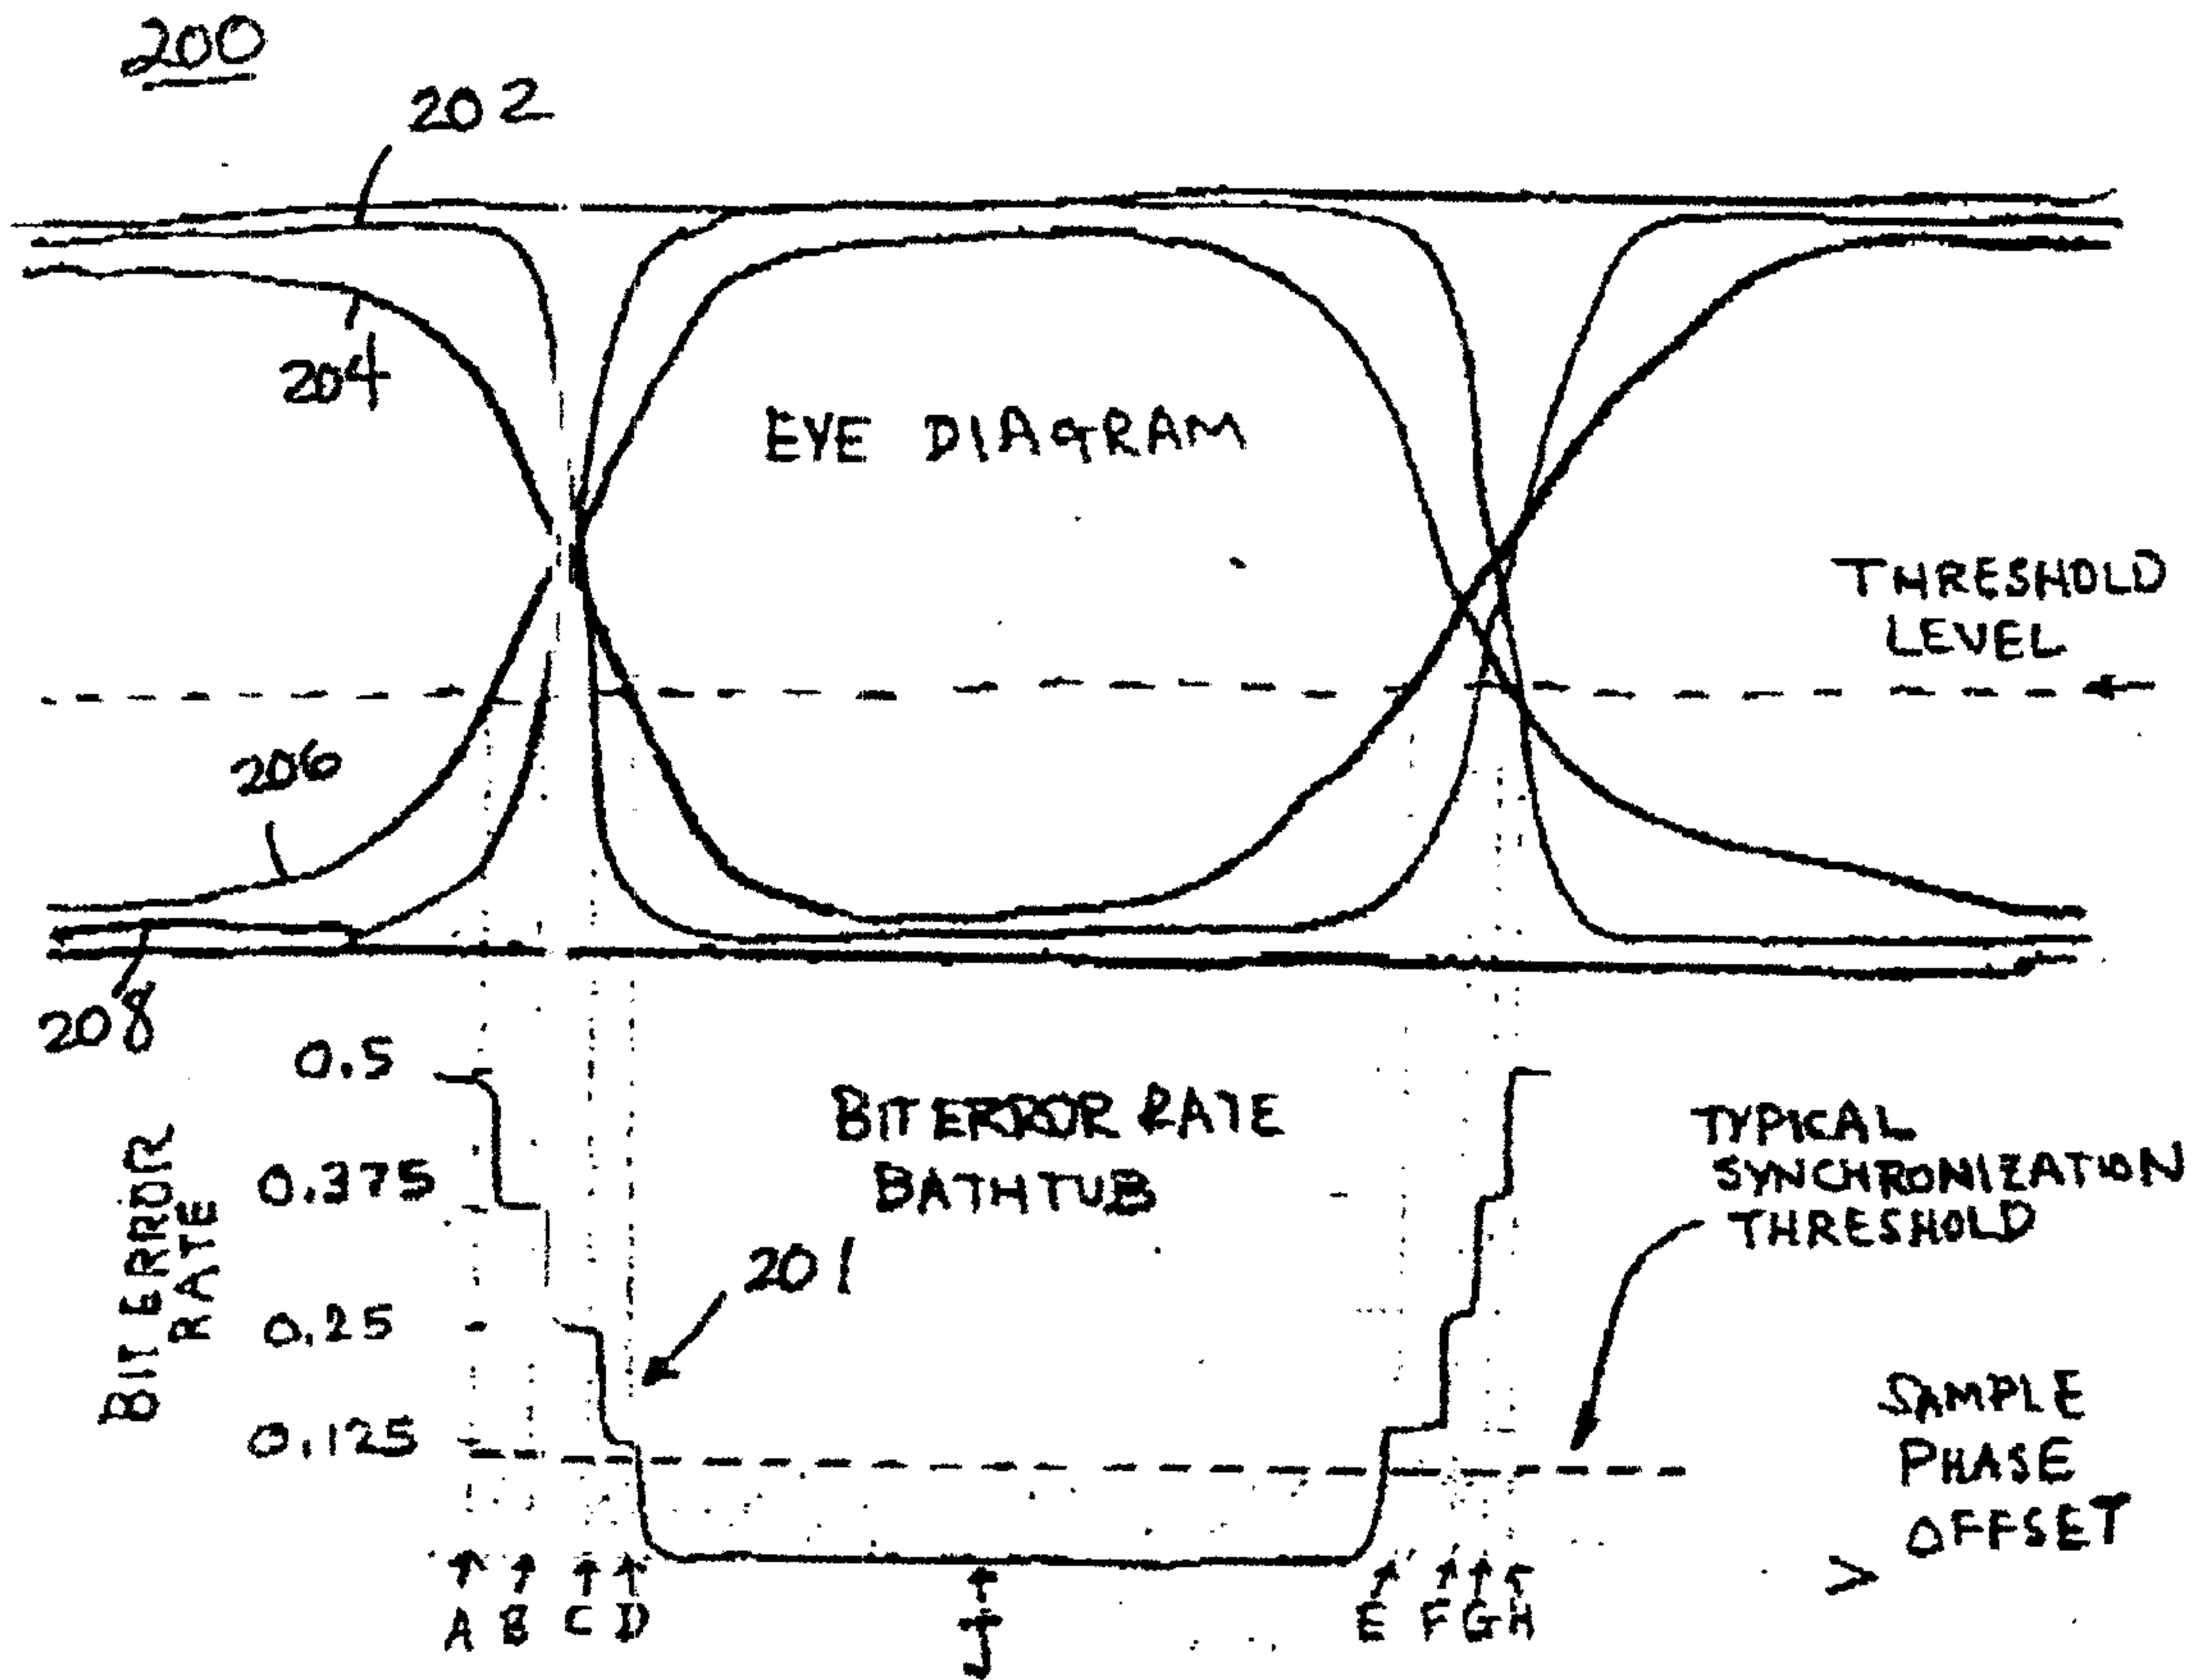 200
202
204
EYE DIAGRAM
THRESHOLD
LEVEL
206
208
0.5
0.375
0.25
0.125
BIT ERROR
RATE
BIT ERROR RATE
BATHTUB
201
TYPICAL
SYNCHRONIZATION
THRESHOLD
SAMPLE
PHASE
OFFSET
>
A B C D J E F G H